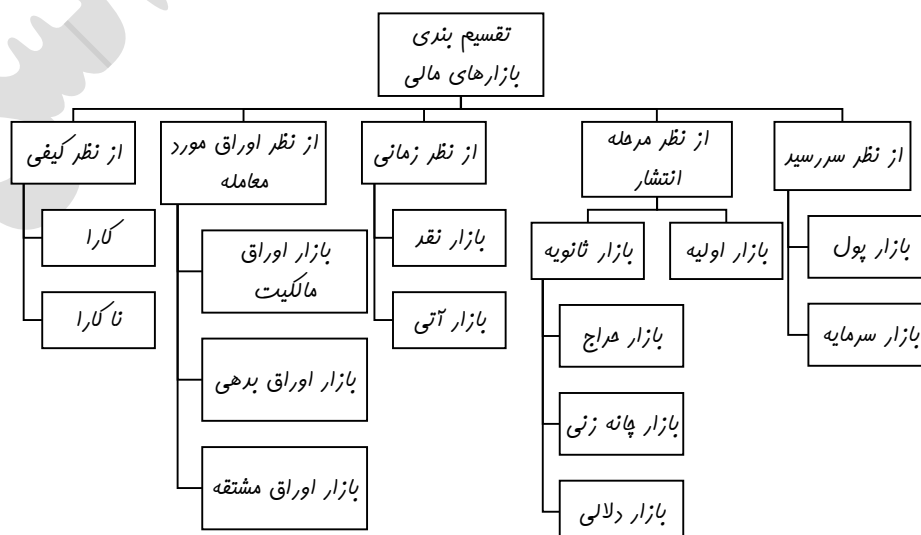 تقسیم بندی
بازارهای مالی
از نظر سررسید
بازار پول
بازار سرمایه
از نظر مرحله
انتشار
بازار اولیه
بازار ثانویه
بازار حراج
بازار چانه زنی
بازار دلالی
از نظر زمانی
بازار نقد
بازار آتی
از نظر اوراق مورد
معامله
بازار اوراق
مالکیت
بازار اوراق بدهی
بازار اوراق مشتقه
از نظر کیفی
کارا
نا کارا